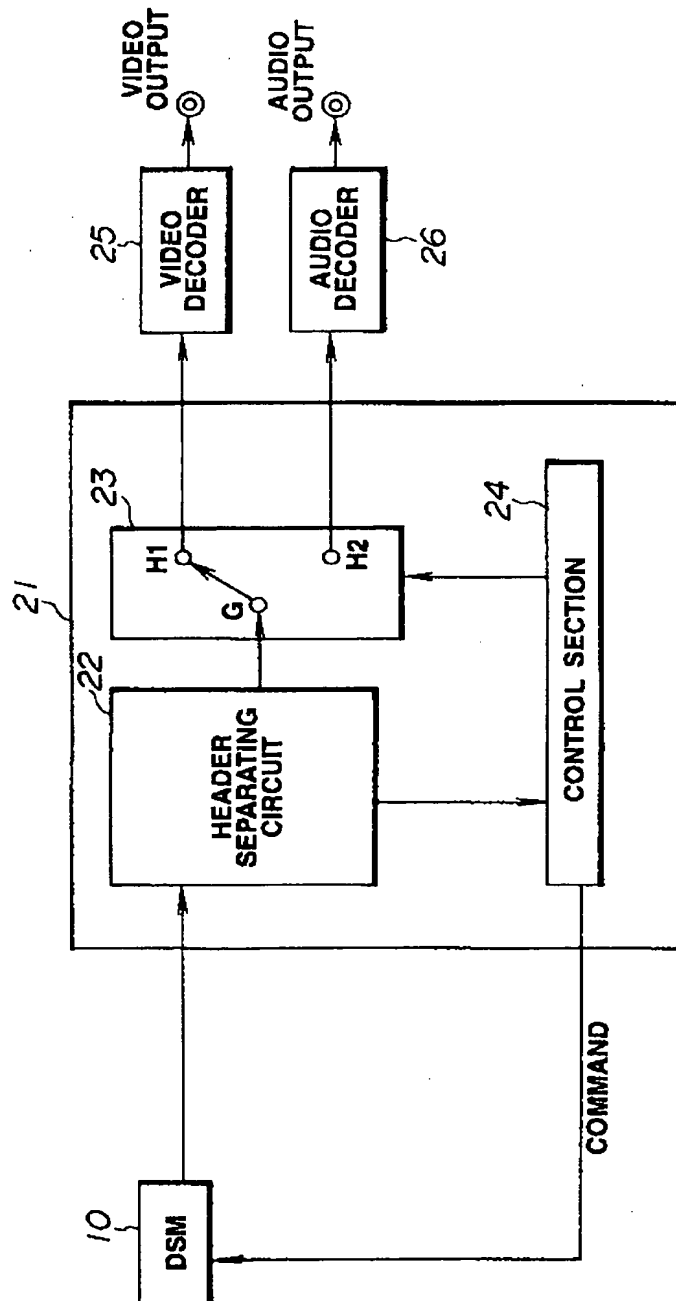 10
DSM
COMMAND
21
22
HEADER
SEPARATING
CIRCUIT
23
G
H1
H2
24
CONTROL SECTION
25
VIDEO
DECODER
26
AUDIO
DECODER
VIDEO
OUTPUT
AUDIO
OUTPUT